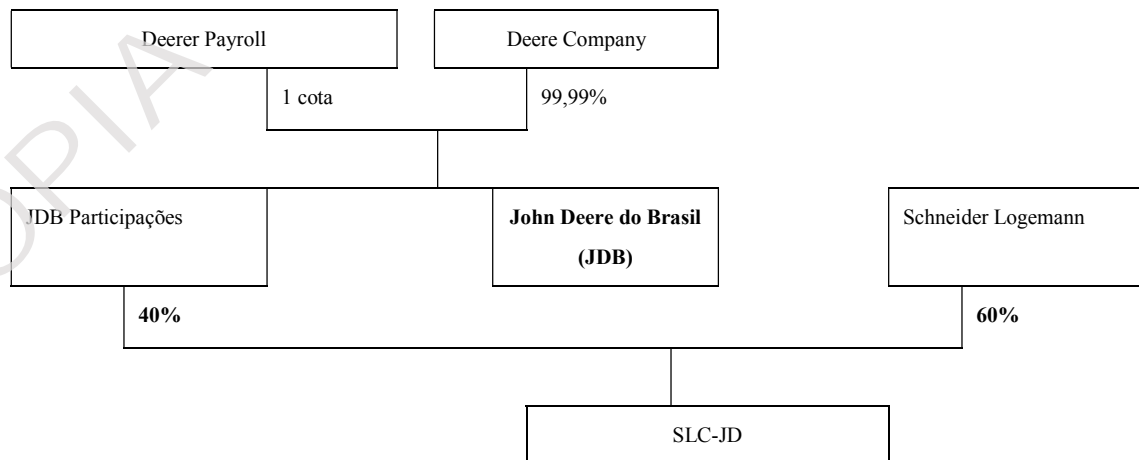 Deerer Payroll
Deere Company
1 cota
99,99%
JDB Participações
John Deere do Brasil
(JDB)
Schneider Logemann
40%
60%
SLC-JD
OPIA